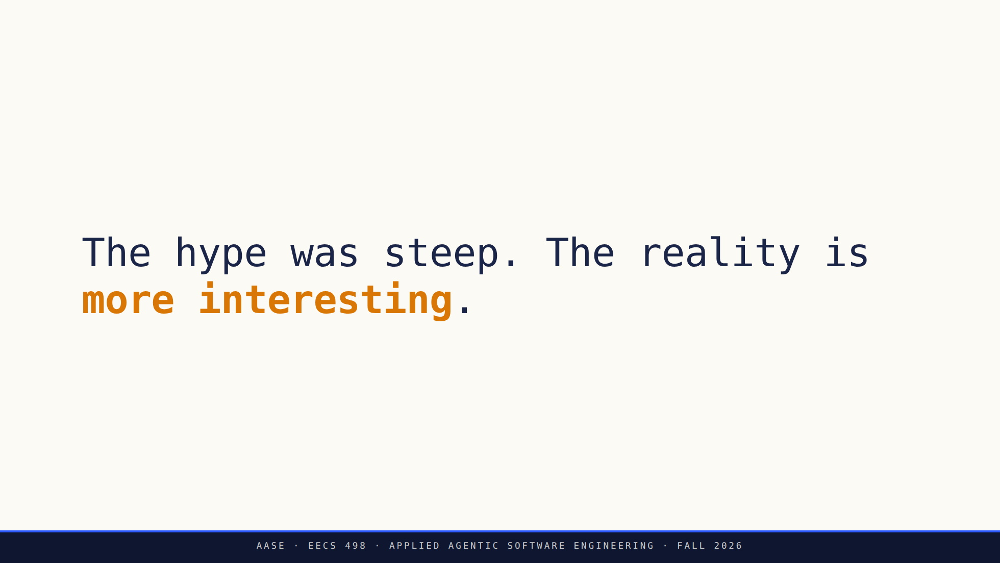 The hype was steep. The reality is
more interesting.
AASE · EECS 498 · APPLIED AGENTIC SOFTWARE ENGINEERING · FALL 2026